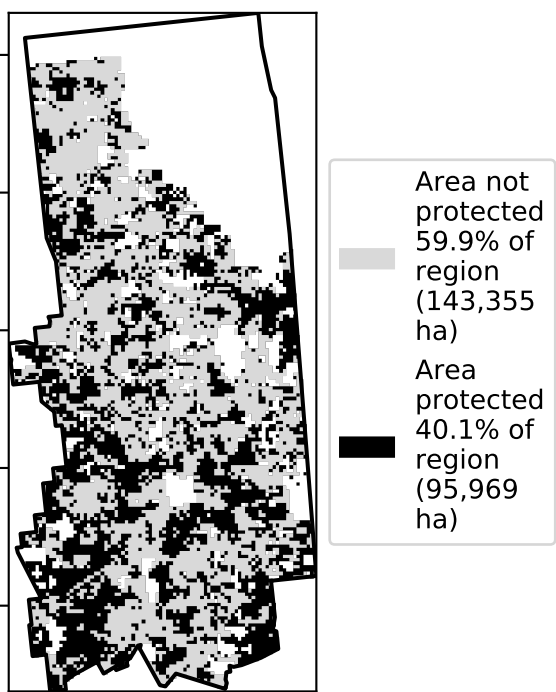 Area not
protected
59.9% of
region
(143,355
ha)
Area
protected
40.1% of
region
(95,969
ha)